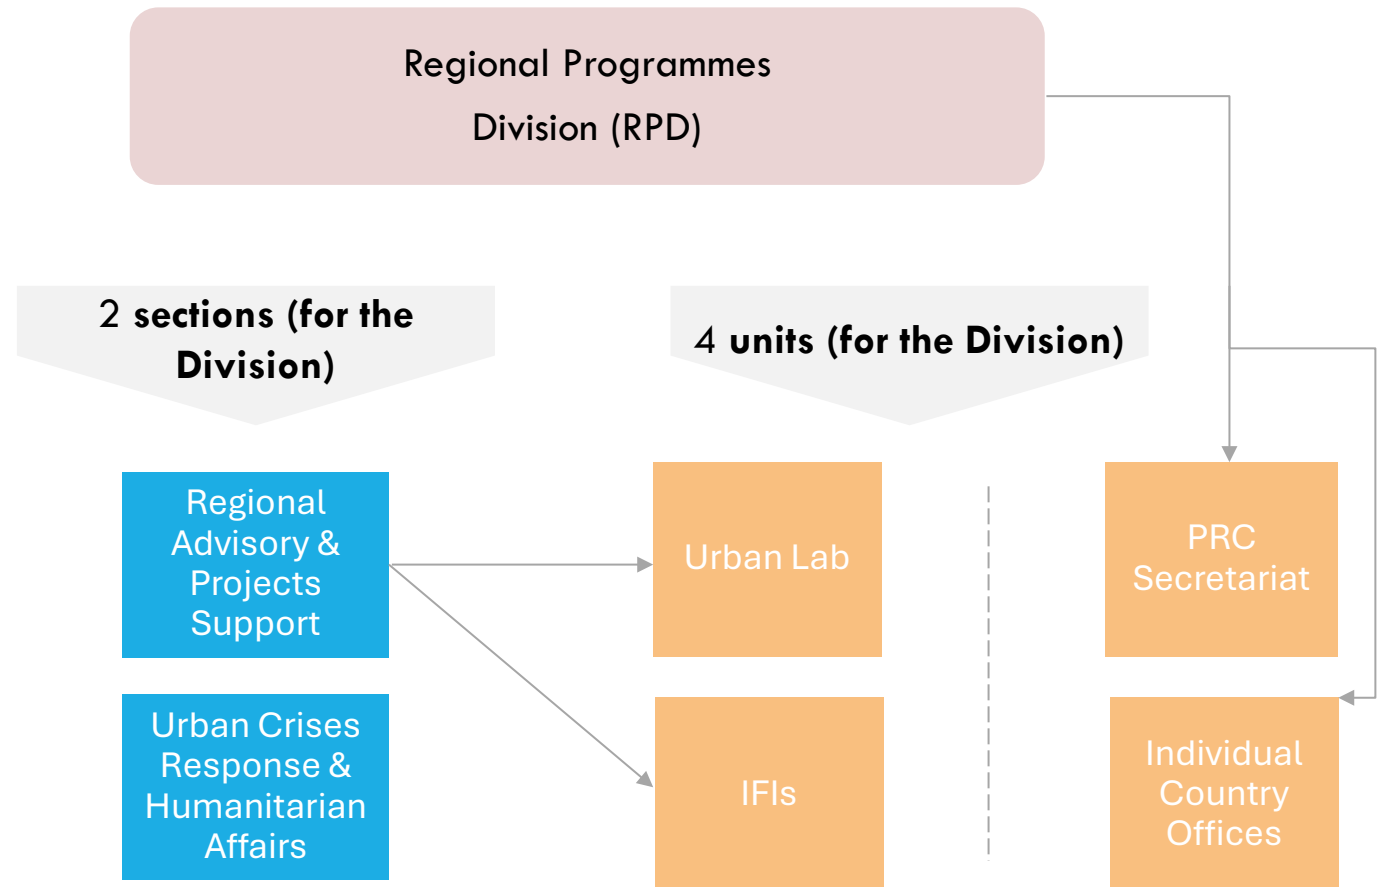 Regional Programmes
Division (RPD)
2 sections (for the
Division)
4 units (for the Division)
Regional
Advisory &
Projects
Support
Urban Lab
PRC
Secretariat
Urban Crises
Response &
Humanitarian
Affairs
IFIs
Individual
Country
Offices